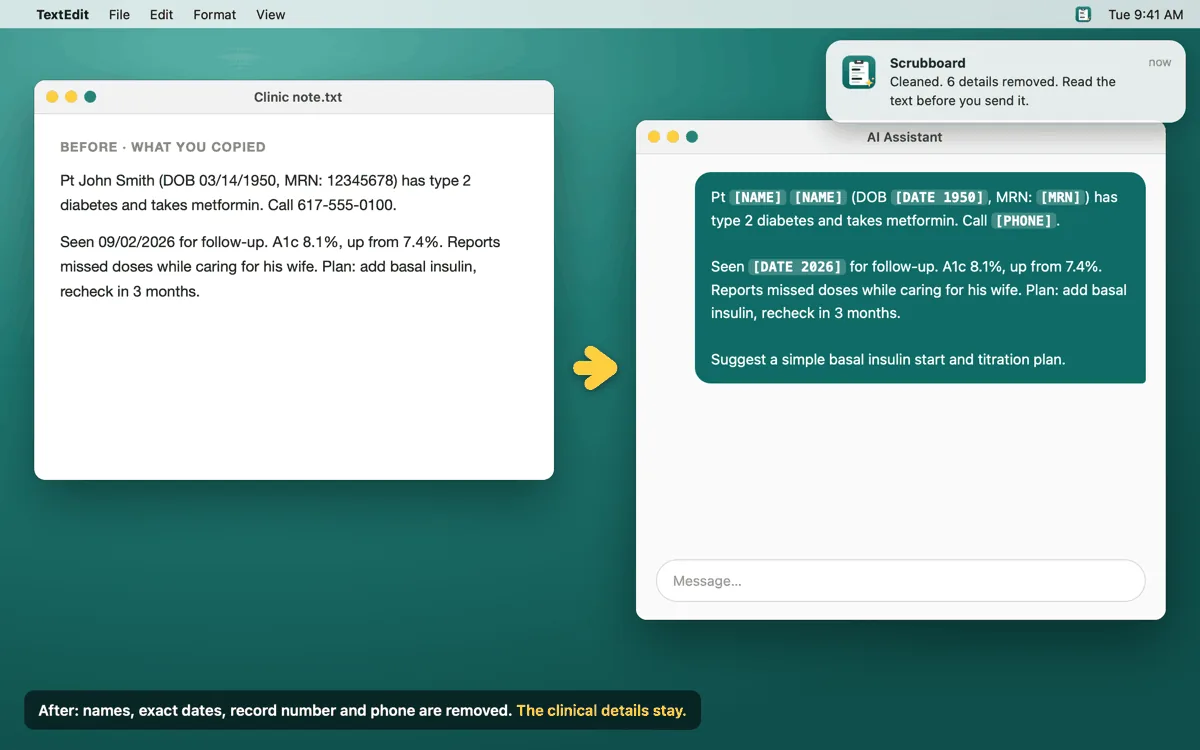 TextEdit File Edit Format View Tue 9:41 AM
Scrubboard now
Cleaned. 6 details removed. Read the
text before you send it.
Clinic note.txt
BEFORE · WHAT YOU COPIED
Pt John Smith (DOB 03/14/1950, MRN: 12345678) has type 2
diabetes and takes metformin. Call 617-555-0100.
Seen 09/02/2026 for follow-up. A1c 8.1%, up from 7.4%. Reports
missed doses while caring for his wife. Plan: add basal insulin,
recheck in 3 months.
AI Assistant
Pt [NAME] [NAME] (DOB [DATE 1950], MRN: [MRN]) has
type 2 diabetes and takes metformin. Call [PHONE].
Seen [DATE 2026] for follow-up. A1c 8.1%, up from 7.4%.
Reports missed doses while caring for his wife. Plan: add basal
insulin, recheck in 3 months.
Suggest a simple basal insulin start and titration plan.
Message...
After: names, exact dates, record number and phone are removed. The clinical details stay.